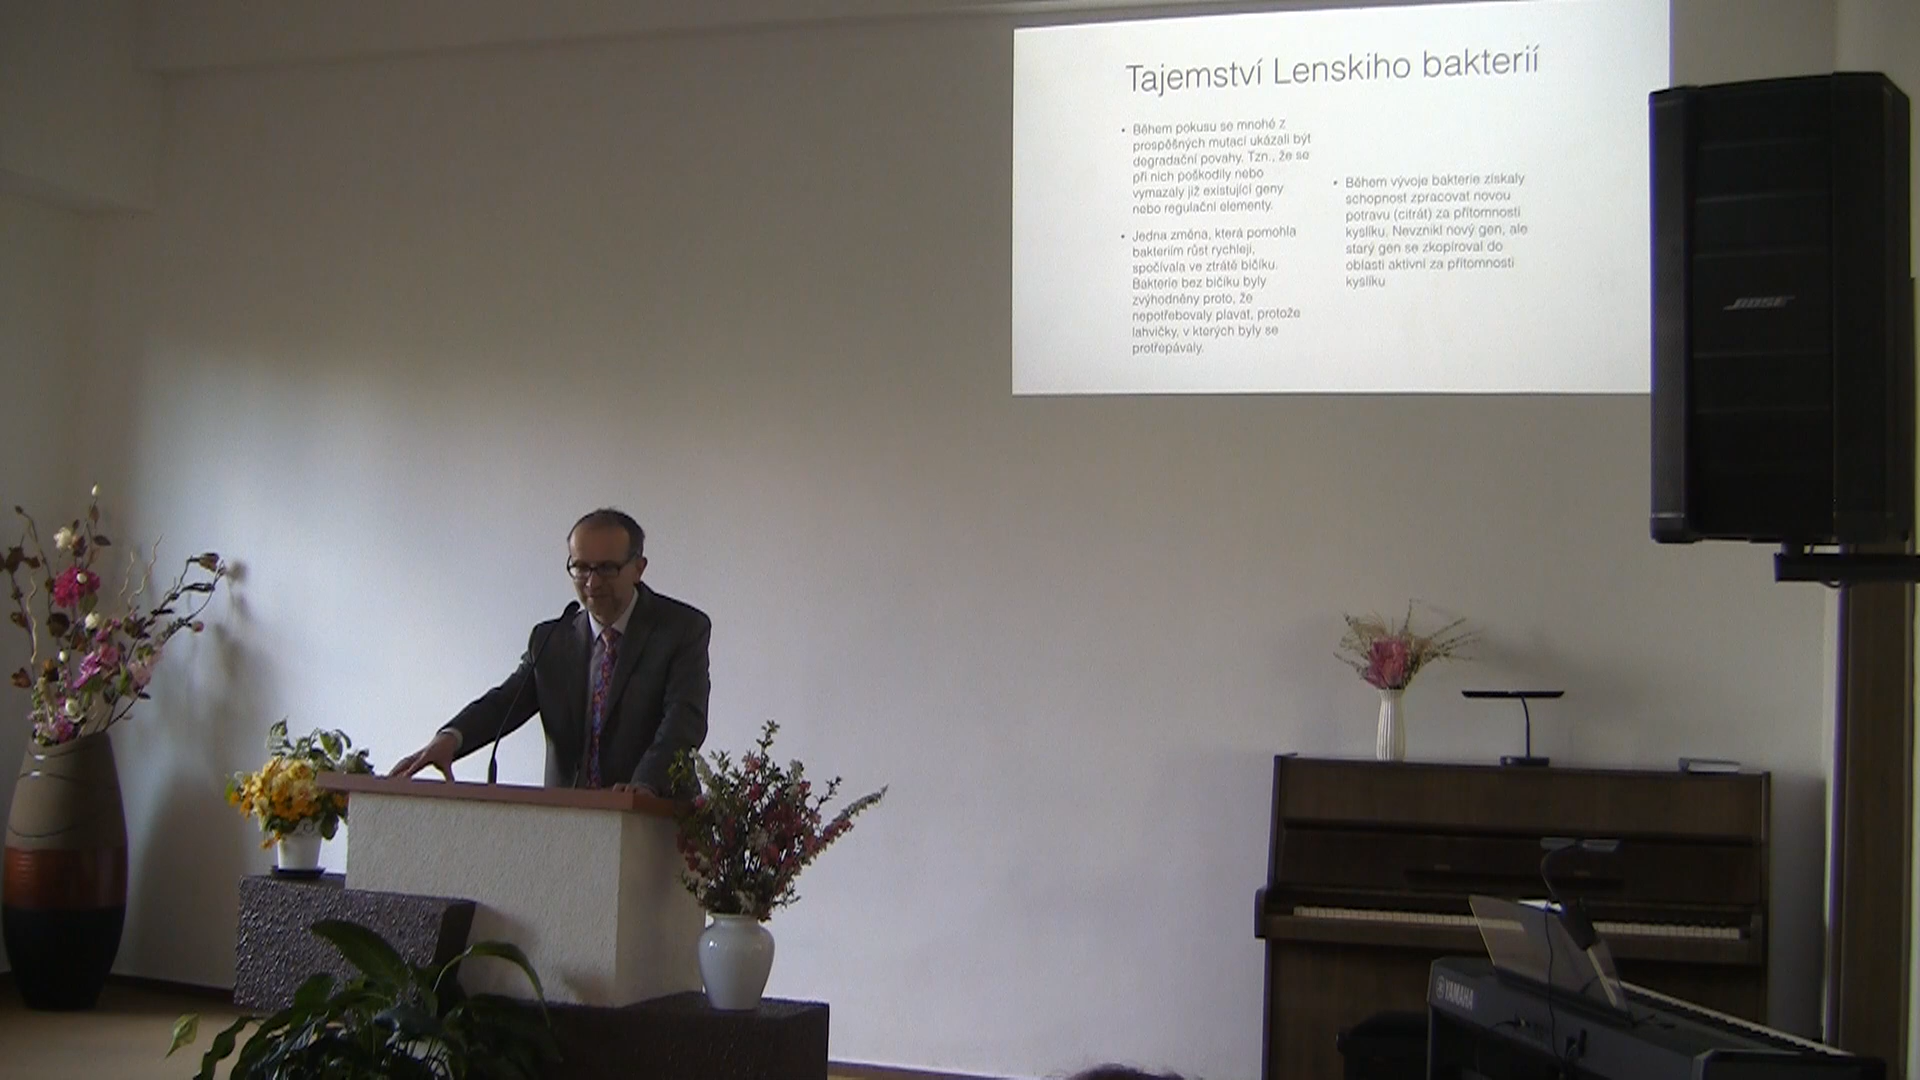 Tajemství Lenskiho bakterií
• Během pokusu se mnohé z
prospěšných mutací ukázali být
degradační povahy. Tzn., že se
při nich poškodily nebo
vymazaly již existující geny
nebo regulační elementy.
• Jedna změna, která pomohla
bakteriím růst rychleji,
spočívala ve ztrátě bičíku.
Bakterie bez bičíku byly
zvýhodněny proto, že
nepotřebovaly plavat, protože
lahvičky, v kterých byly se
protřepávaly.
• Během vývoje bakterie získaly
schopnost zpracovat novou
potravu (citrát) za přítomnosti
kyslíku. Nevznikl nový gen, ale
starý gen se zkopíroval do
oblasti aktivní za přítomnosti
kyslíku
BOSE
YAMAHA